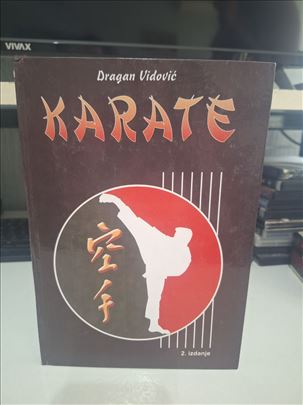 VIVAX
Dragan Vidović
KARATE
空
手
2. izdanje